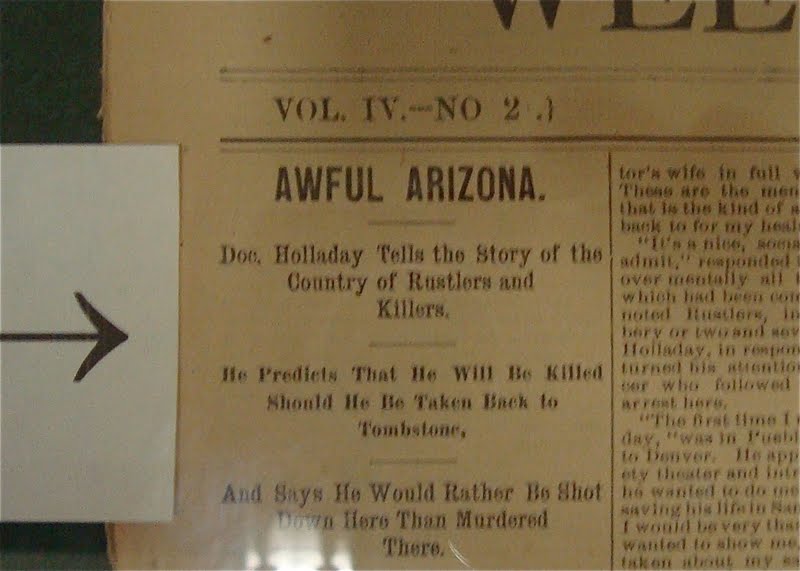 WEE
VOL. IV.—NO 2 .}
AWFUL ARIZONA.
Doc. Holladay Tells the Story of the
Country of Rustlers and
Killers.
He Predicts That He Will Be Killed
Should He Be Taken Back to
Tombstone,
And Says He Would Rather Be Shot
Down Here Than Murdered
There.
tor's wife in full
These are the men
that is the kind of a
back to for my heal
"It's a nice, socia
admit," responded
over mentally all
which had been com
noted Rustlers, in
bery or two and sev
Holladay, in respon
turned his attentio
cer who followed
arrest here.
"The first time I
day, "was in Puebl
to Denver. He app
ety theater and intr
he wanted to do me
saving his life in San
I would be very than
wanted to show me,
taken about my